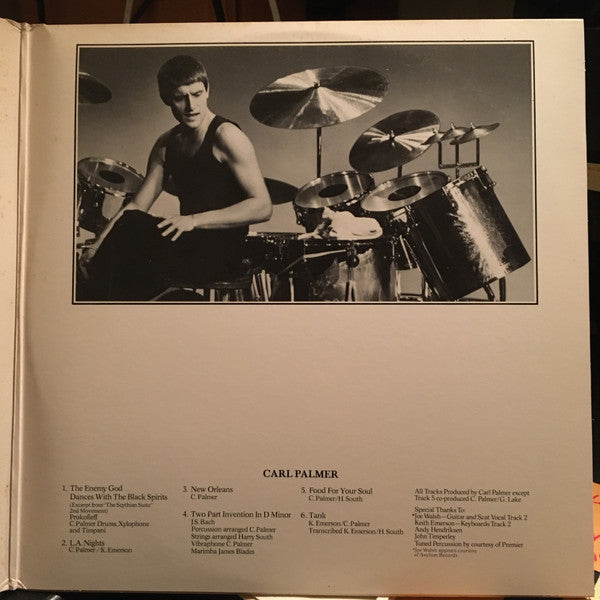 CARL PALMER
1. The Enemy God
Dances With The Black Spirits
(Excerpt from "The Scythian Suite"
2nd Movement)
Prokofieff
C. Palmer Drums, Xylophone
and Timpani
2. L.A. Nights
C. Palmer / K. Emerson
3. New Orleans
C. Palmer
4. Two Part Invention In D Minor
J.S. Bach
Percussion arranged C. Palmer
Strings arranged Harry South
Vibraphone C. Palmer
Marimba James Blades
5. Food For Your Soul
C. Palmer/H. South
6. Tank
K. Emerson/C. Palmer
Transcribed K. Emerson/H. South
All Tracks Produced by Carl Palmer except
Track 5 co-produced C. Palmer/G. Lake
Special Thanks To:
*Joe Walsh—Guitar and Scat Vocal Track 2
Keith Emerson—Keyboards Track 2
Andy Hendriksen
John Timperley
Tuned Percussion by courtesy of Premier
*Joe Walsh appears courtesy
of Asylum Records